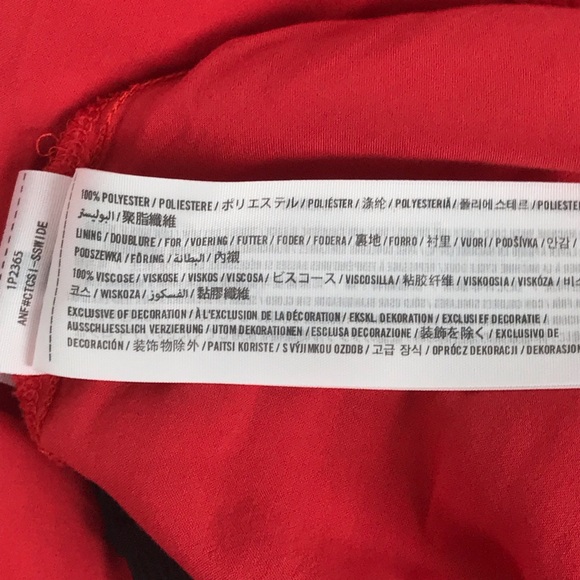 100% POLYESTER / POLIESTERE / ポリエステル / POLIÉSTER / 涤纶 / POLYESTERIÄ / 폴리에스테르 / POLIESTER
البوليستر / 聚脂纖維
LINING / DOUBLURE / FOR / VOERING / FUTTER / FODER / FODERA / 裏地 / FORRO / 衬里 / VUORI / PODŠÍVKA / 안감 /
PODSZEWKA / FÔRING / البطانة / 內襯
100% VISCOSE / VISKOSE / VISKOS / VISCOSA / ビスコース / VISCOSILLA / 粘胶纤维 / VISKOOSIA / VISKÓZA / 비스
코스 / WISKOZA / الفسكوز / 黏膠纖維
EXCLUSIVE OF DECORATION / À L'EXCLUSION DE LA DÉCORATION / EKSKL. DEKORATION / EXCLUSIEF DECORATIE /
AUSSCHLIESSLICH VERZIERUNG / UTOM DEKORATIONEN / ESCLUSA DECORAZIONE / 装飾を除く / EXCLUSIVO DE
DECORACIÓN / 装饰物除外 / PAITSI KORISTE / S VÝJIMKOU OZDOB / 고급 장식 / OPRÓCZ DEKORACJI / DEKORASJON
1P2365
ANF#CTCSI-SSWIDE